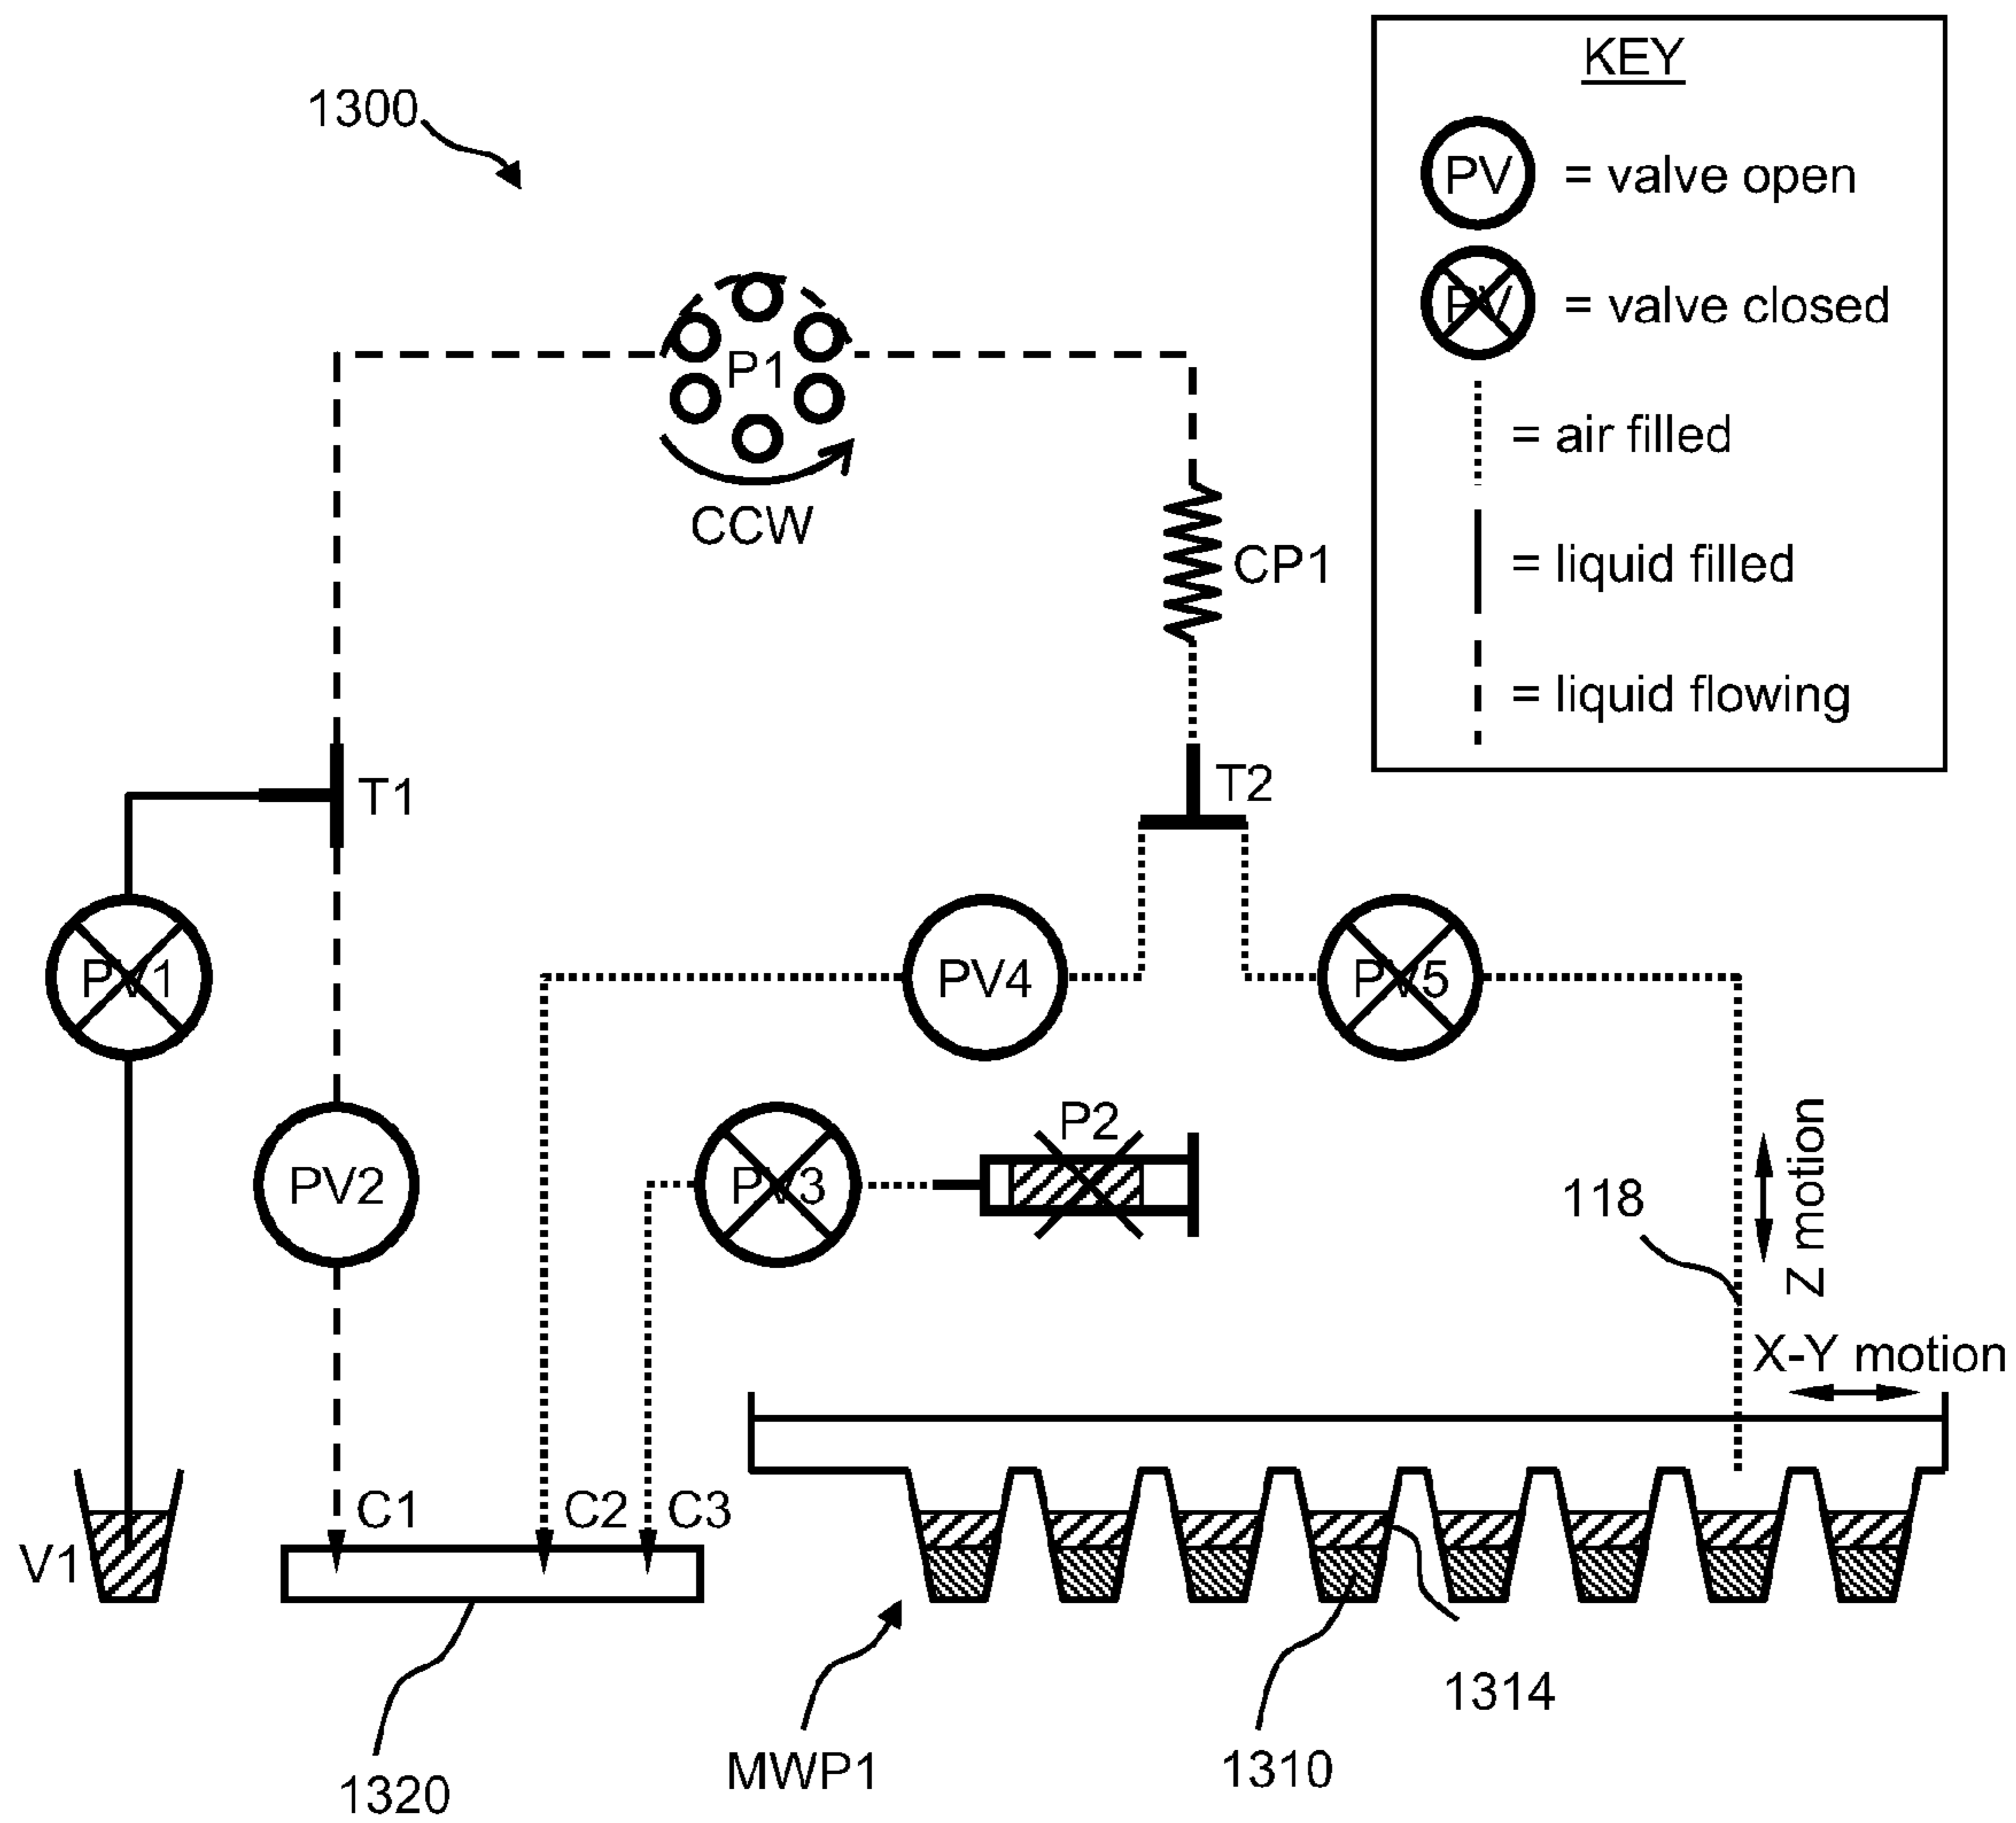 1300
KEY
PV = valve open
PV = valve closed
= air filled
= liquid filled
= liquid flowing
P1
CCW
CP1
T1
T2
PV1
PV4
PV5
PV2
PV3
P2
118
Z motion
X-Y motion
V1
C1
C2
C3
1320
MWP1
1310
1314